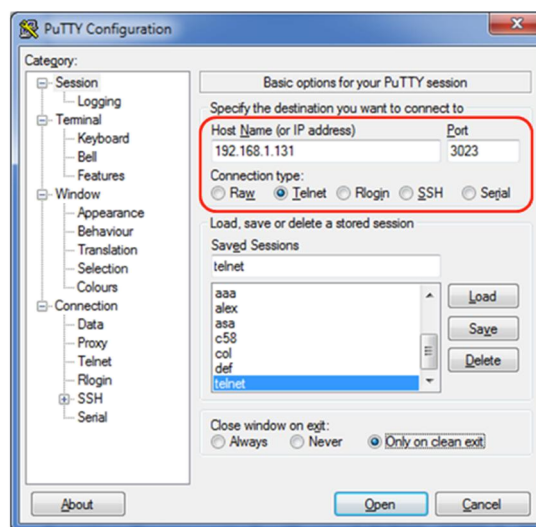 PuTTY Configuration
Category:
Session
Logging
Terminal
Keyboard
Bell
Features
Window
Appearance
Behaviour
Translation
Selection
Colours
Connection
Data
Proxy
Telnet
Rlogin
SSH
Serial
Basic options for your PuTTY session
Specify the destination you want to connect to
Host Name (or IP address) Port
192.168.1.131 3023
Connection type:
Raw Telnet Rlogin SSH Serial
Load, save or delete a stored session
Saved Sessions
telnet
aaa
alex
asa
c58
col
def
telnet
Load
Save
Delete
Close window on exit:
Always Never Only on clean exit
About Open Cancel